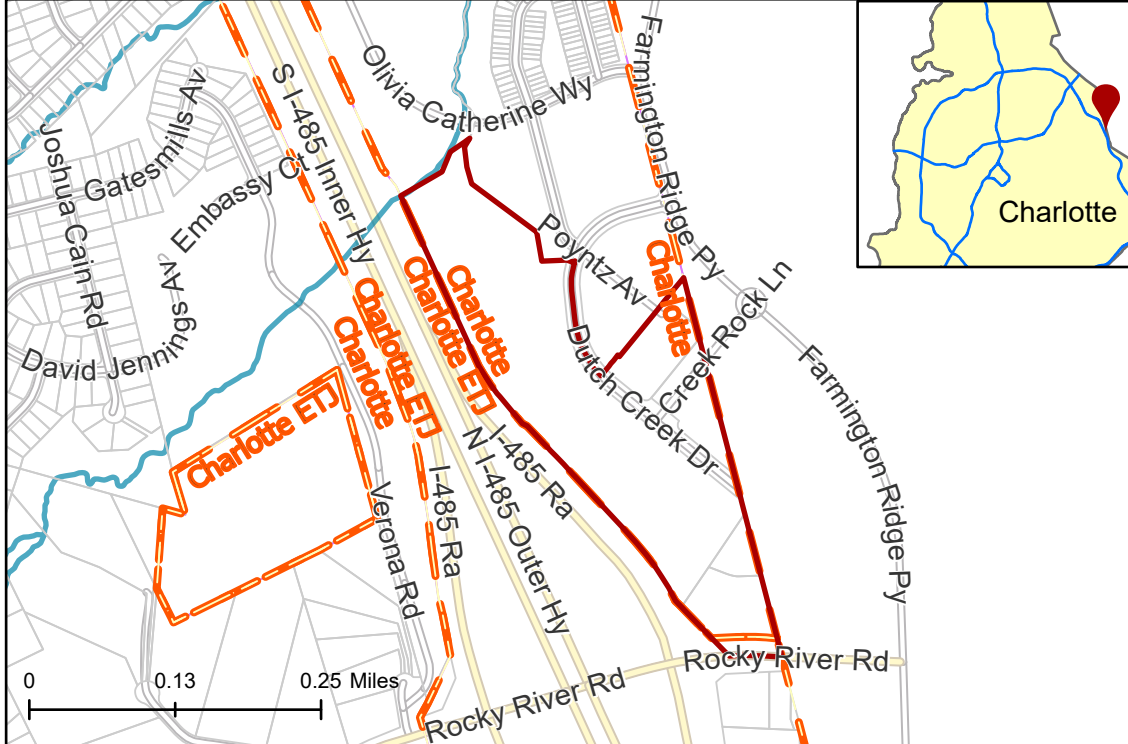 Olivia Catherine Wy
Farmington Ridge Py
S I-485 Inner Hy
Gatesmills Av
Joshua Cain Rd
Embassy Ct
David Jennings Av
Charlotte
Poyntz Av
Charlotte
Charlotte
Charlotte ETJ
Charlotte ETJ
Charlotte
Creek Rock Ln
Dutch Creek Dr
Farmington Ridge Py
Charlotte ETJ
I-485 Ra
N I-485 Outer Hy
I-485 Ra
Verona Rd
Rocky River Rd
Rocky River Rd
0 0.13 0.25 Miles